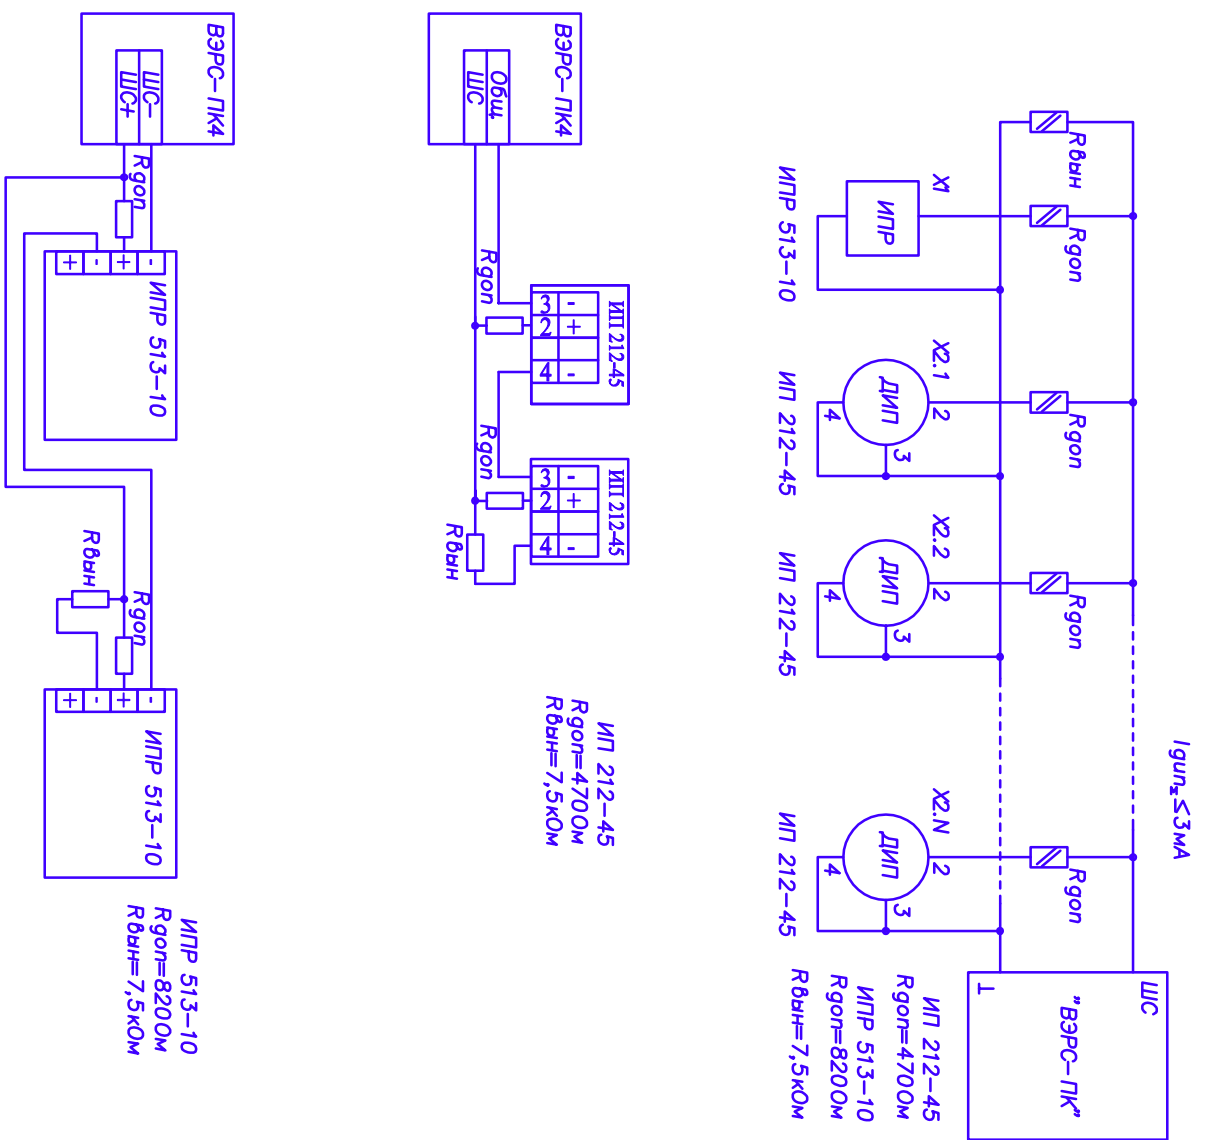 Iдип_Σ≤3мА
ШС
"ВЭРС-ПК"
⊥
Rвын
Rдоп
Rдоп
Rдоп
Rдоп
X1
ИПР
ИПР 513-10
X2.1
ДИП
2
3
4
ИП 212-45
X2.2
ДИП
2
3
4
ИП 212-45
X2.N
ДИП
2
3
4
ИП 212-45
ИП 212-45
Rдоп=470Ом
ИПР 513-10
Rдоп=820Ом
Rвын=7,5кОм
ВЭРС-ПК4
Общ
ШС
Rдоп
ИП 212-45
3 -
2 +
4 -
Rдоп
ИП 212-45
3 -
2 +
4 -
Rвын
ИП 212-45
Rдоп=470Ом
Rвын=7,5кОм
ВЭРС-ПК4
ШС-
ШС+
Rдоп
- + - +
ИПР 513-10
Rвын
Rдоп
- + - +
ИПР 513-10
ИПР 513-10
Rдоп=820Ом
Rвын=7,5кОм